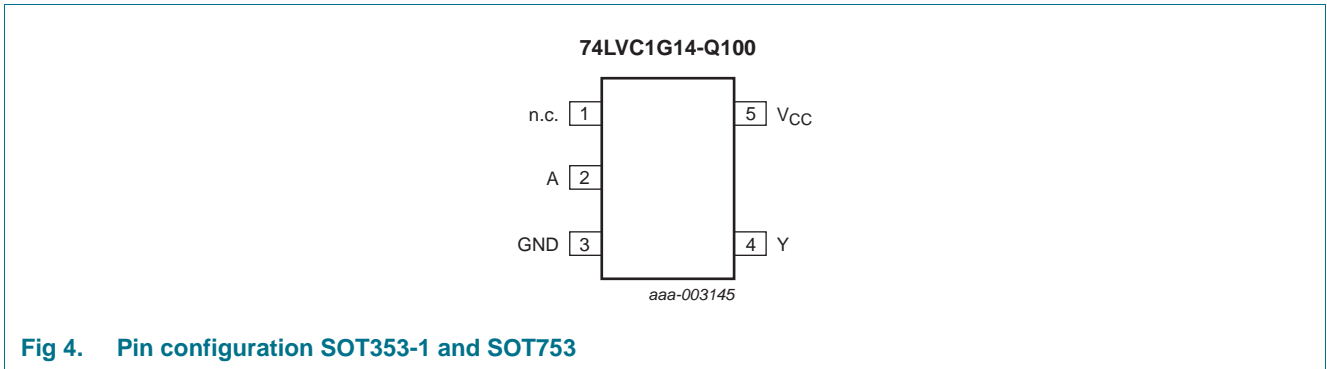 74LVC1G14-Q100
n.c. 1
5 VCC
A 2
GND 3
4 Y
aaa-003145
Fig 4. Pin configuration SOT353-1 and SOT753